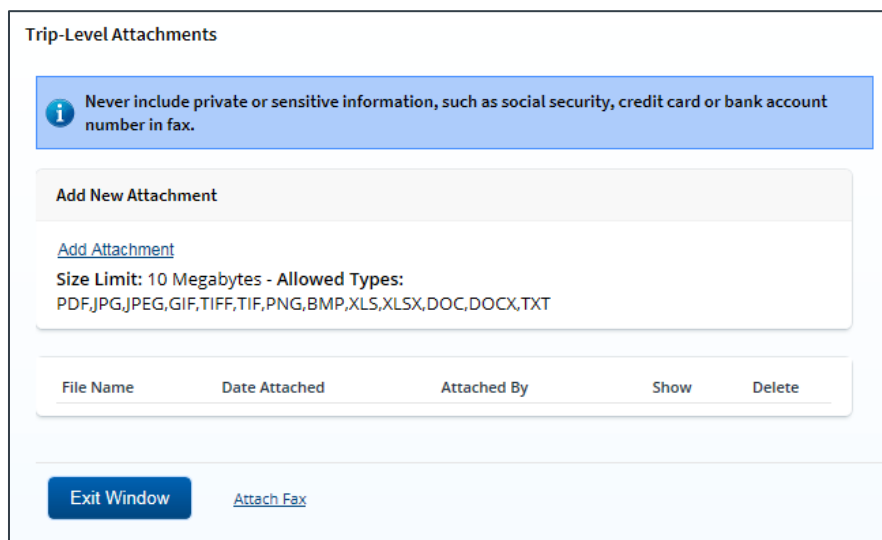 Trip-Level Attachments
Never include private or sensitive information, such as social security, credit card or bank account
number in fax.
Add New Attachment
Add Attachment
Size Limit: 10 Megabytes - Allowed Types:
PDF,JPG,JPEG,GIF,TIFF,TIF,PNG,BMP,XLS,XLSX,DOC,DOCX,TXT
File Name Date Attached Attached By Show Delete
Exit Window Attach Fax